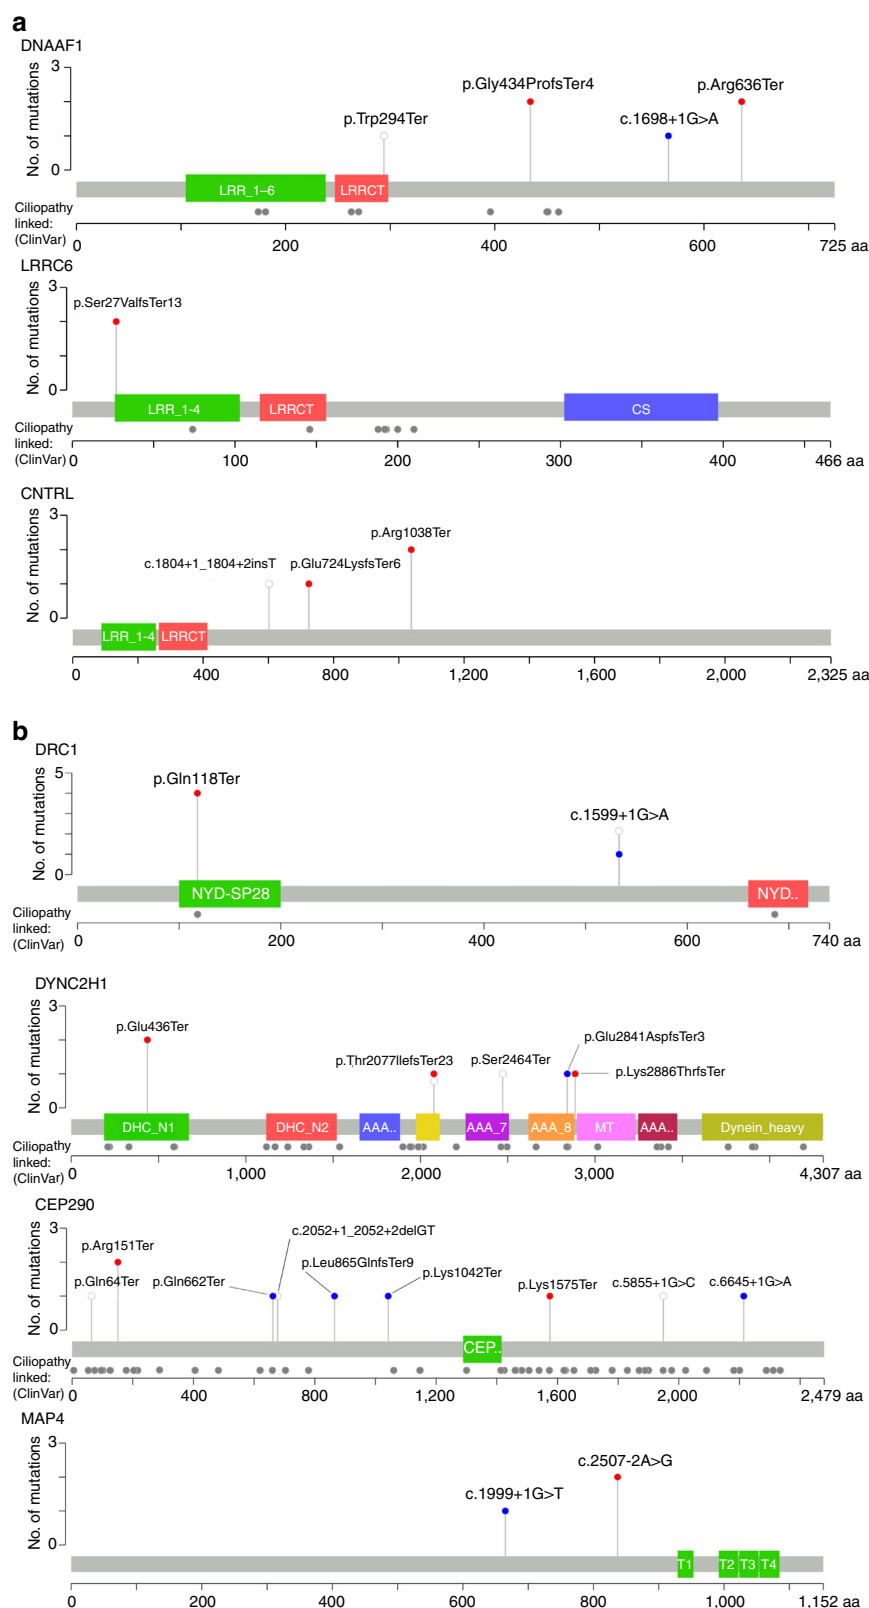 a
DNAAF1
No. of mutations
3
0
p.Trp294Ter
p.Gly434ProfsTer4
c.1698+1G>A
p.Arg636Ter
LRR_1–6
LRRCT
Ciliopathy
linked:
(ClinVar)
0 200 400 600 725 aa
LRRC6
No. of mutations
3
0
p.Ser27ValfsTer13
LRR_1-4
LRRCT
CS
Ciliopathy
linked:
(ClinVar)
0 100 200 300 400 466 aa
CNTRL
No. of mutations
3
0
c.1804+1_1804+2insT
p.Glu724LysfsTer6
p.Arg1038Ter
LRR_1-4
LRRCT
0 400 800 1,200 1,600 2,000 2,325 aa
b
DRC1
No. of mutations
5
0
p.Gln118Ter
c.1599+1G>A
NYD-SP28
NYD..
Ciliopathy
linked:
(ClinVar)
0 200 400 600 740 aa
DYNC2H1
No. of mutations
3
0
p.Glu436Ter
p.Thr2077IlefsTer23
p.Ser2464Ter
p.Glu2841AspfsTer3
p.Lys2886ThrfsTer
DHC_N1
DHC_N2
AAA..
AAA_7
AAA_8
MT
AAA..
Dynein_heavy
Ciliopathy
linked:
(ClinVar)
0 1,000 2,000 3,000 4,307 aa
CEP290
No. of mutations
3
0
p.Gln64Ter
p.Arg151Ter
p.Gln662Ter
c.2052+1_2052+2delGT
p.Leu865GlnfsTer9
p.Lys1042Ter
p.Lys1575Ter
c.5855+1G>C
c.6645+1G>A
CEP..
Ciliopathy
linked:
(ClinVar)
0 400 800 1,200 1,600 2,000 2,479 aa
MAP4
No. of mutations
3
0
c.1999+1G>T
c.2507-2A>G
T1
T2
T3
T4
0 200 400 600 800 1,000 1,152 aa